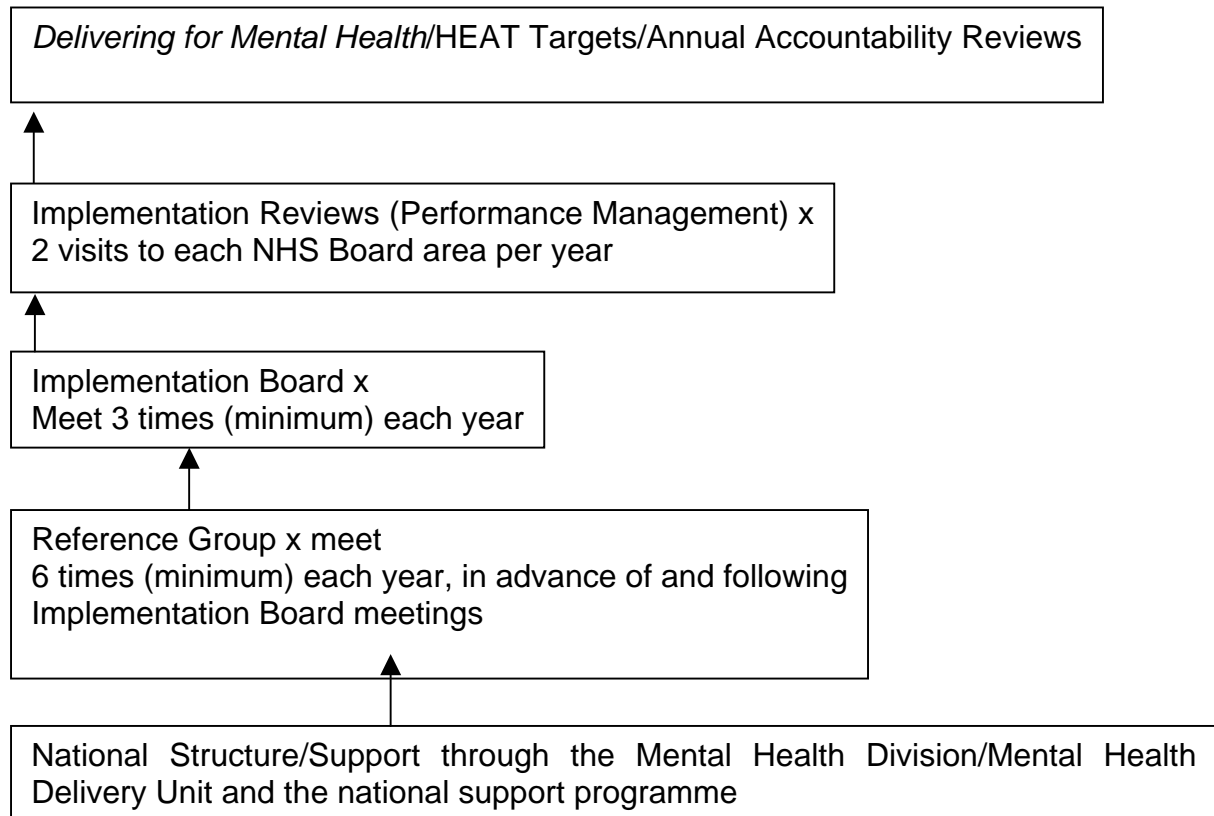 Delivering for Mental Health/HEAT Targets/Annual Accountability Reviews
Implementation Reviews (Performance Management) x
2 visits to each NHS Board area per year
Implementation Board x
Meet 3 times (minimum) each year
Reference Group x meet
6 times (minimum) each year, in advance of and following
Implementation Board meetings
National Structure/Support through the Mental Health Division/Mental Health
Delivery Unit and the national support programme